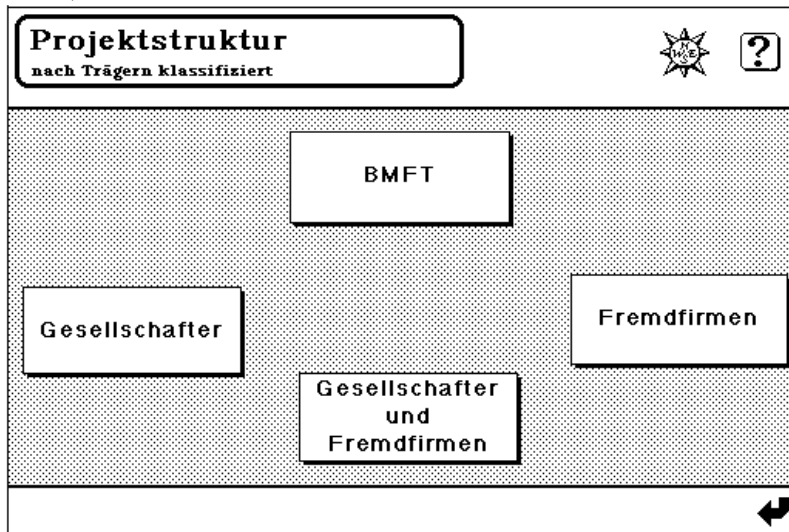 Projektstruktur
nach Trägern klassifiziert
N
W E
S
?
BMFT
Gesellschafter
Fremdfirmen
Gesellschafter
und
Fremdfirmen